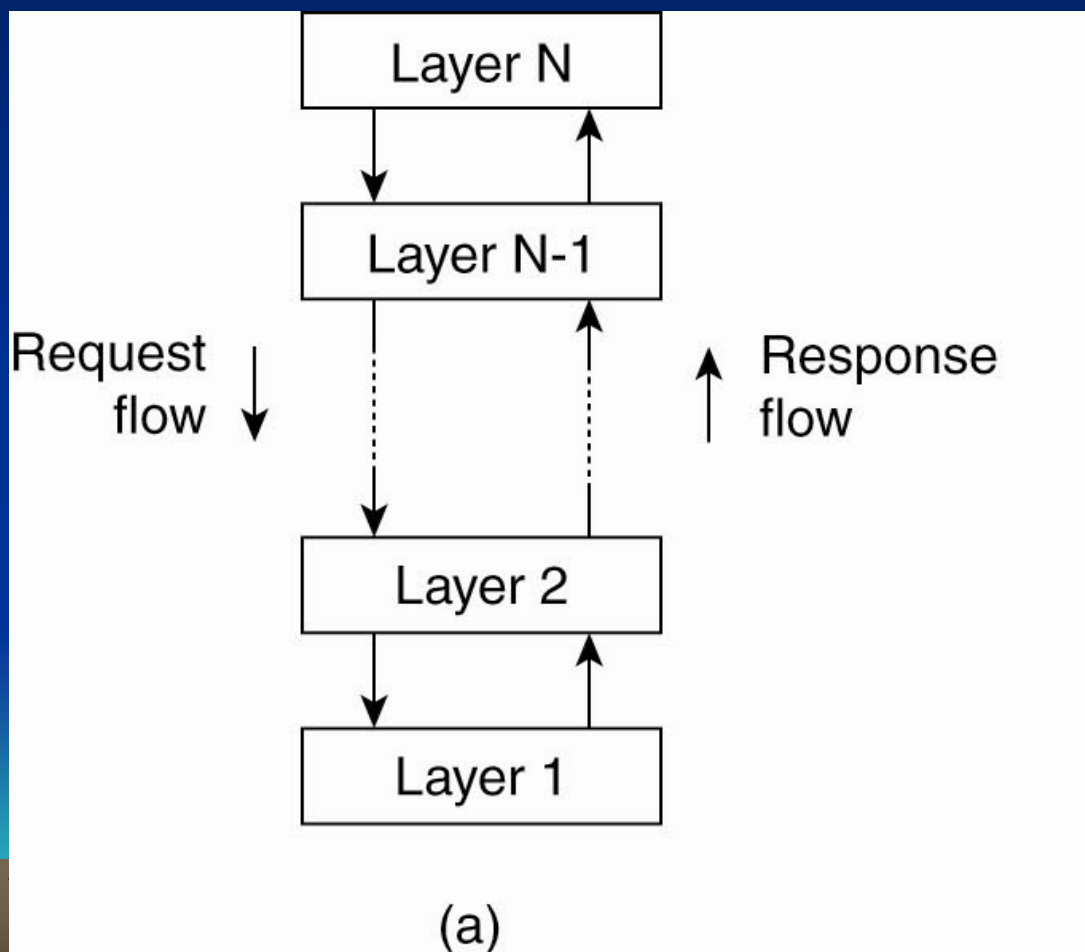 Layer N
Layer N-1
Request
flow
Response
flow
Layer 2
Layer 1
(a)